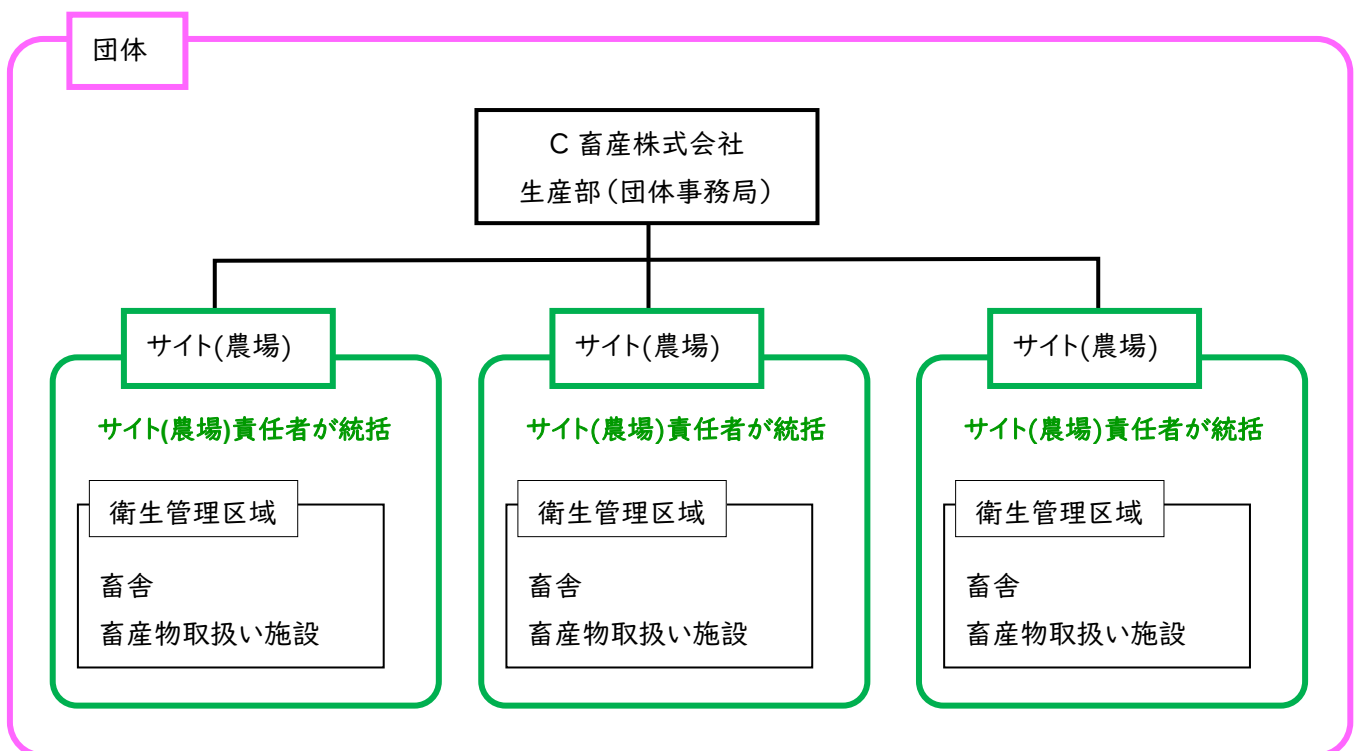 団体
C 畜産株式会社
生産部(団体事務局)
サイト(農場)
サイト(農場)責任者が統括
衛生管理区域
畜舎
畜産物取扱い施設
サイト(農場)
サイト(農場)責任者が統括
衛生管理区域
畜舎
畜産物取扱い施設
サイト(農場)
サイト(農場)責任者が統括
衛生管理区域
畜舎
畜産物取扱い施設